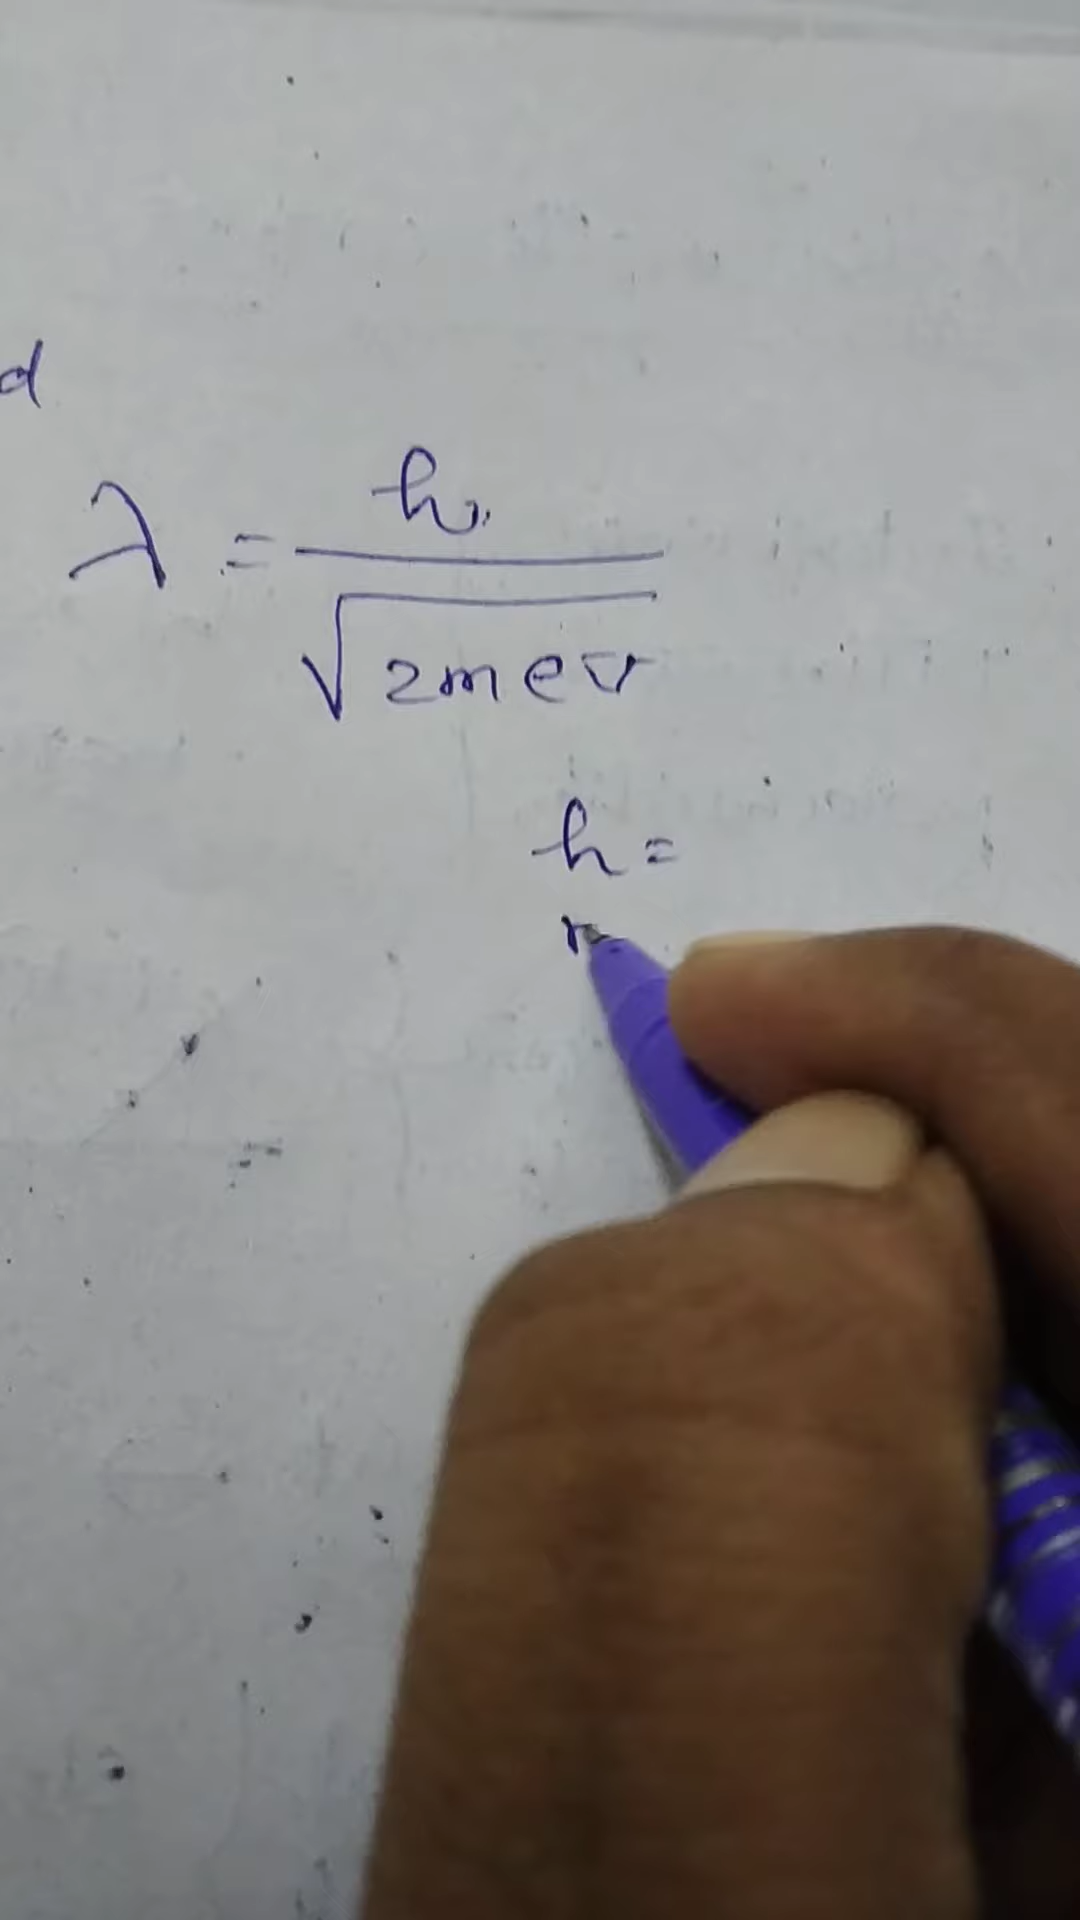 d
λ = h / √2meV
h =